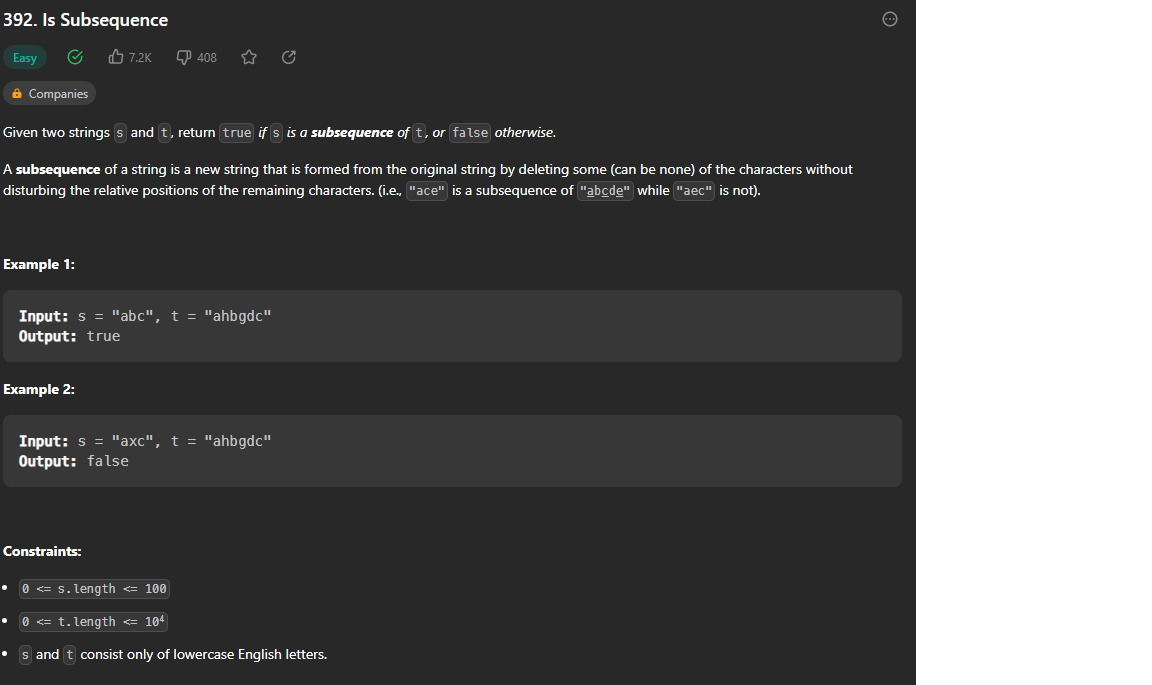 392. Is Subsequence
Easy 7.2K 408
Companies
Given two strings s and t, return true if s is a subsequence of t, or false otherwise.
A subsequence of a string is a new string that is formed from the original string by deleting some (can be none) of the characters without
disturbing the relative positions of the remaining characters. (i.e., "ace" is a subsequence of "abcde" while "aec" is not).
Example 1:
Input: s = "abc", t = "ahbgdc"
Output: true
Example 2:
Input: s = "axc", t = "ahbgdc"
Output: false
Constraints:
0 <= s.length <= 100
0 <= t.length <= 10⁴
s and t consist only of lowercase English letters.